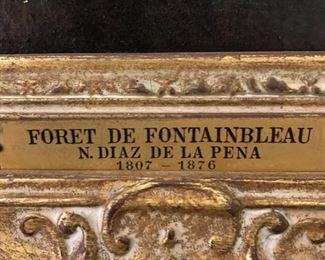 FORET DE FONTAINBLEAU
N. DIAZ DE LA PENA
1807 – 1876